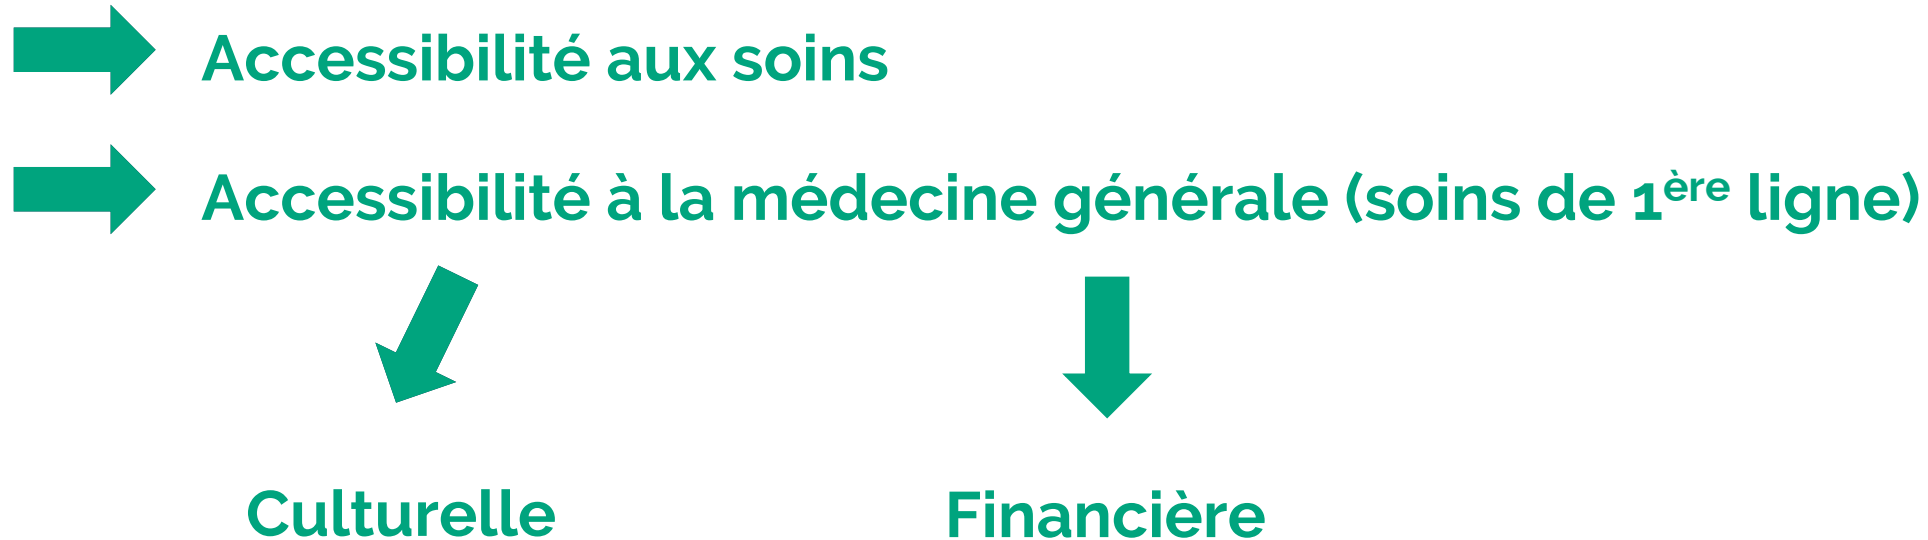 Accessibilité aux soins
Accessibilité à la médecine générale (soins de 1ère ligne)
Culturelle
Financière